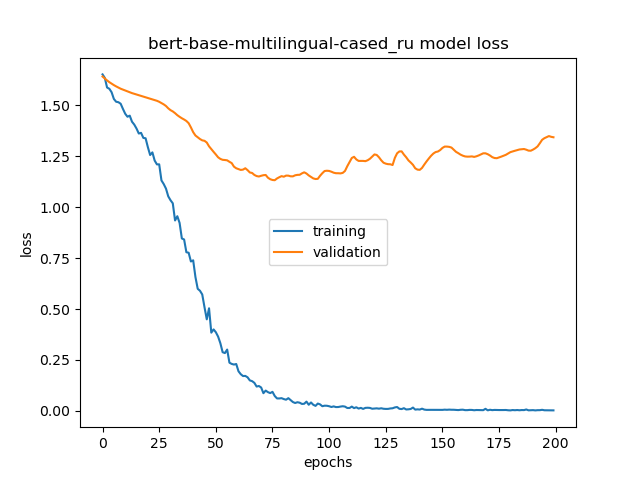 bert-base-multilingual-cased_ru model loss
1.50
1.25
1.00
0.75
0.50
0.25
0.00
loss
training
validation
0 25 50 75 100 125 150 175 200
epochs